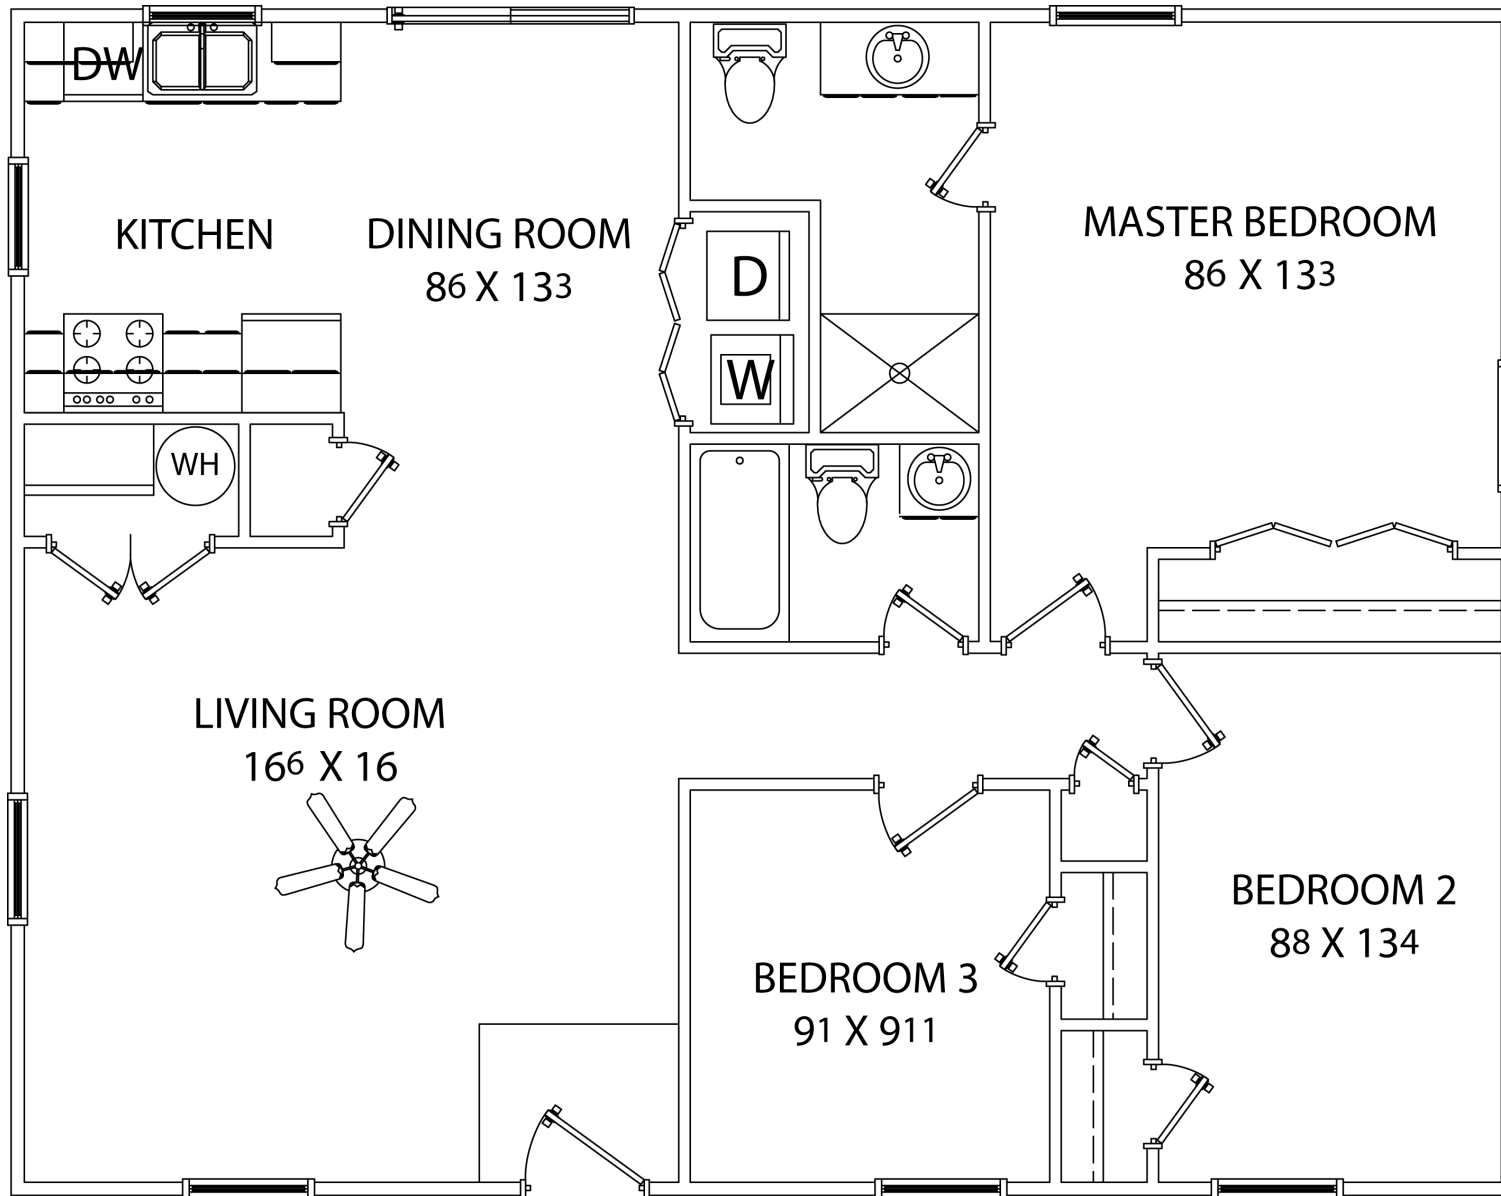 DW
KITCHEN
DINING ROOM
86 X 133
D
W
MASTER BEDROOM
86 X 133
WH
LIVING ROOM
166 X 16
BEDROOM 2
88 X 134
BEDROOM 3
91 X 911